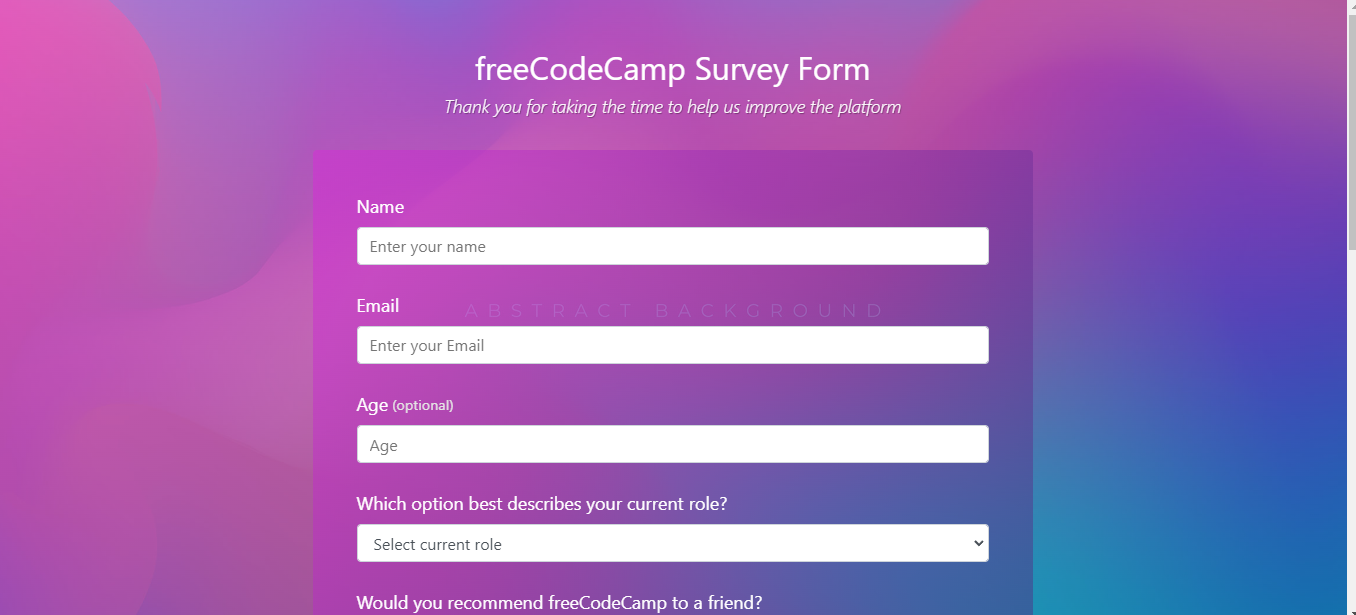 freeCodeCamp Survey Form
Thank you for taking the time to help us improve the platform
Name
Enter your name
Email
ABSTRACT BACKGROUND
Enter your Email
Age (optional)
Age
Which option best describes your current role?
Select current role
Would you recommend freeCodeCamp to a friend?